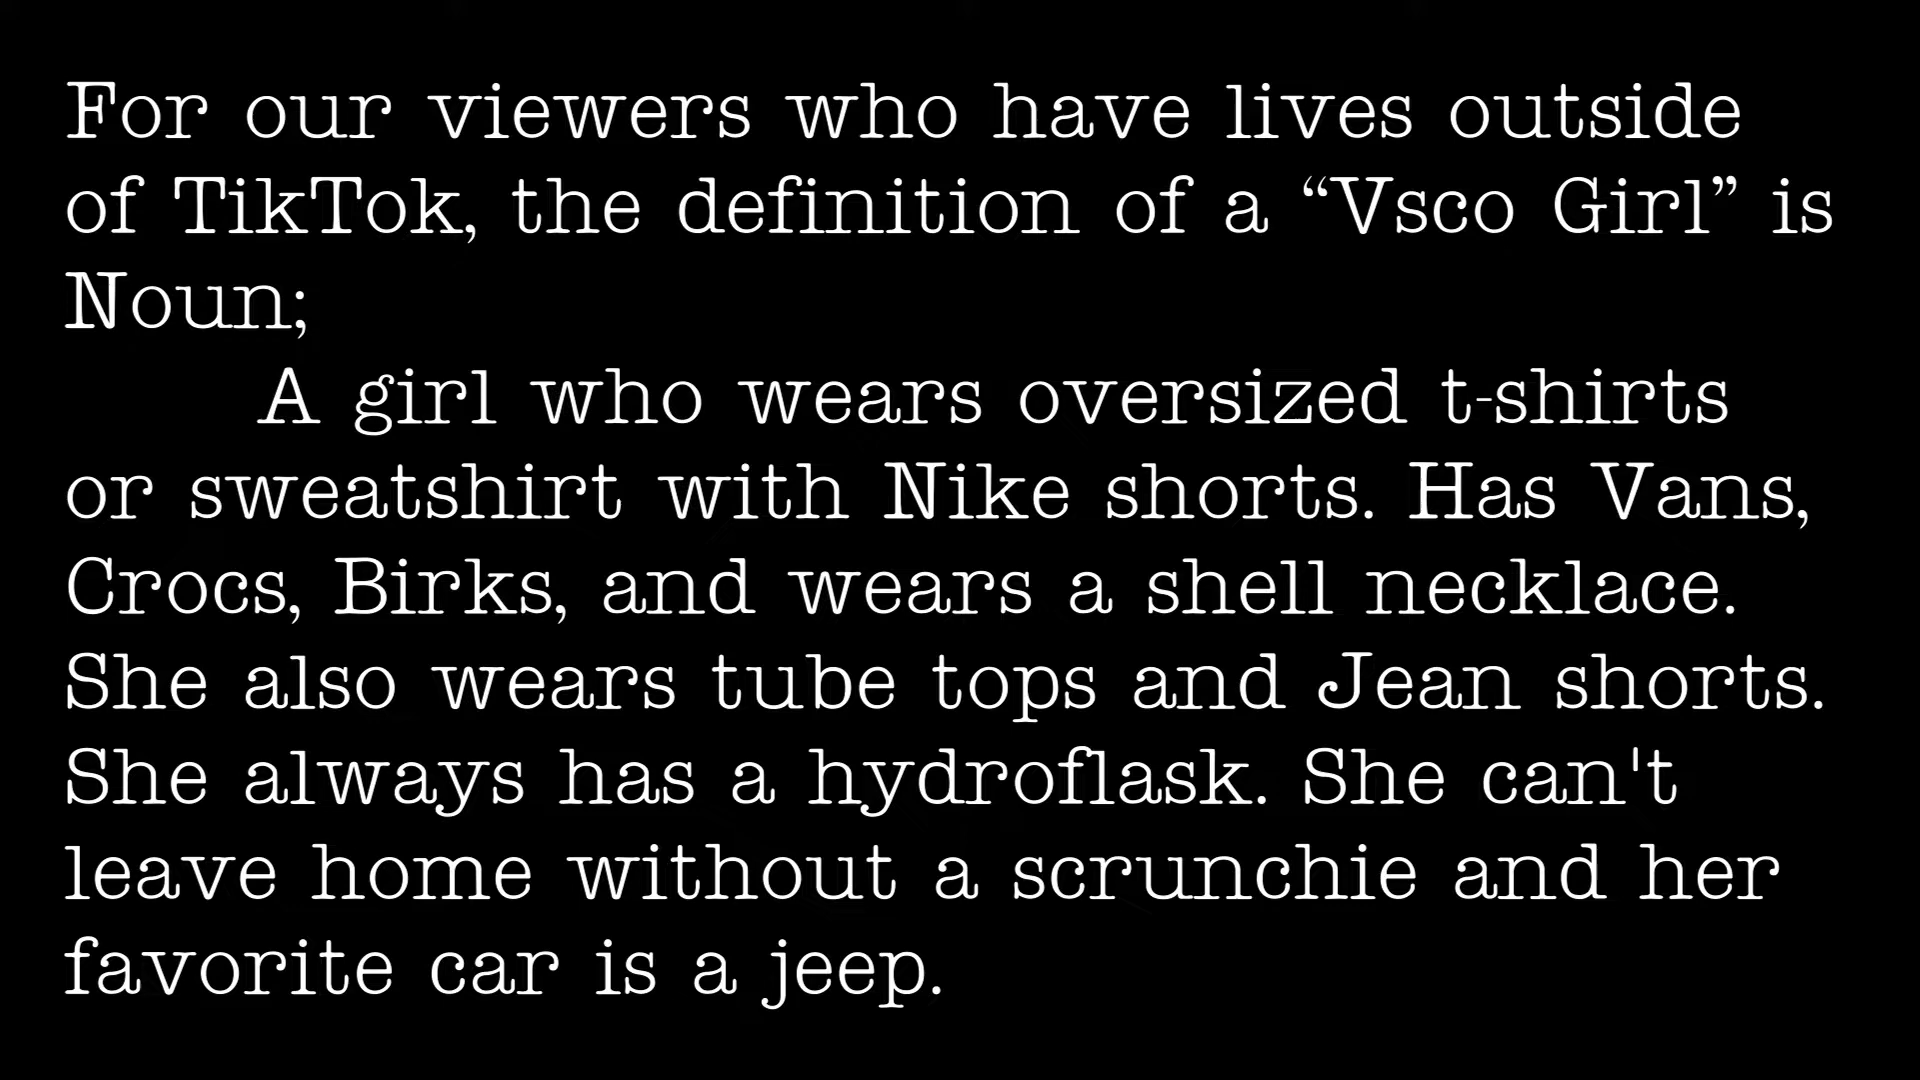 For our viewers who have lives outside
of TikTok, the definition of a “Vsco Girl” is
Noun;
A girl who wears oversized t-shirts
or sweatshirt with Nike shorts. Has Vans,
Crocs, Birks, and wears a shell necklace.
She also wears tube tops and Jean shorts.
She always has a hydroflask. She can't
leave home without a scrunchie and her
favorite car is a jeep.